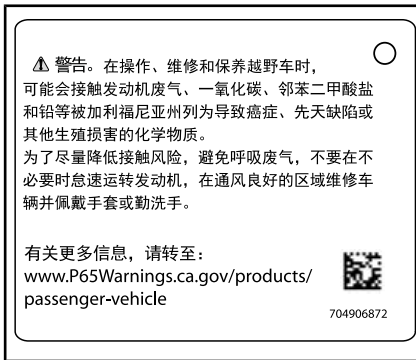 ⚠ 警告。在操作、维修和保养越野车时,
可能会接触发动机废气、一氧化碳、邻苯二甲酸盐
和铅等被加利福尼亚州列为导致癌症、先天缺陷或
其他生殖损害的化学物质。
为了尽量降低接触风险，避免呼吸废气，不要在不
必要时怠速运转发动机，在通风良好的区域维修车
辆并佩戴手套或勤洗手。
有关更多信息，请转至：
www.P65Warnings.ca.gov/products/
passenger-vehicle
704906872